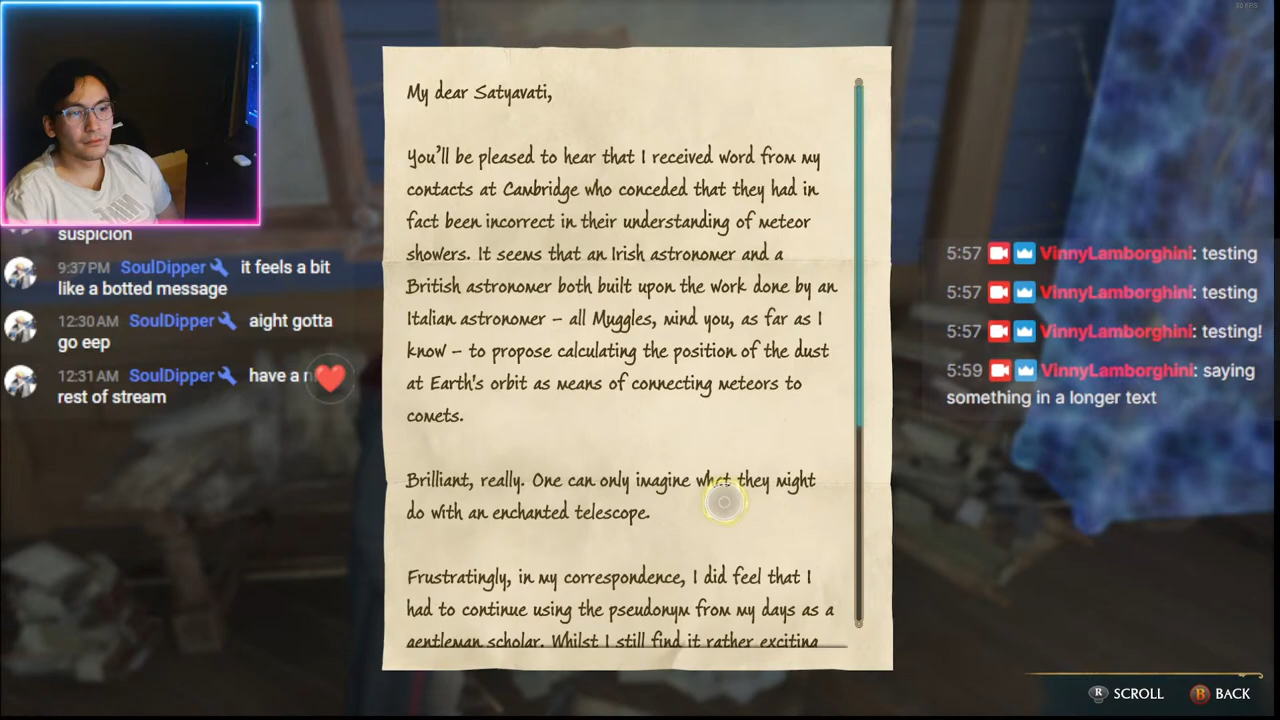 My dear Satyavati,
You'll be pleased to hear that I received word from my
contacts at Cambridge who conceded that they had in
fact been incorrect in their understanding of meteor
showers. It seems that an Irish astronomer and a
British astronomer both built upon the work done by an
Italian astronomer – all Muggles, mind you, as far as I
know – to propose calculating the position of the dust
at Earth's orbit as means of connecting meteors to
comets.
Brilliant, really. One can only imagine what they might
do with an enchanted telescope.
Frustratingly, in my correspondence, I did feel that I
had to continue using the pseudonym from my days as a
gentleman scholar. Whilst I still find it rather exciting
suspicion
9:37 PM SoulDipper it feels a bit
like a botted message
12:30 AM SoulDipper aight gotta
go eep
12:31 AM SoulDipper have a
rest of stream
5:57 VinnyLamborghini: testing
5:57 VinnyLamborghini: testing
5:57 VinnyLamborghini: testing!
5:59 VinnyLamborghini: saying
something in a longer text
R SCROLL B BACK